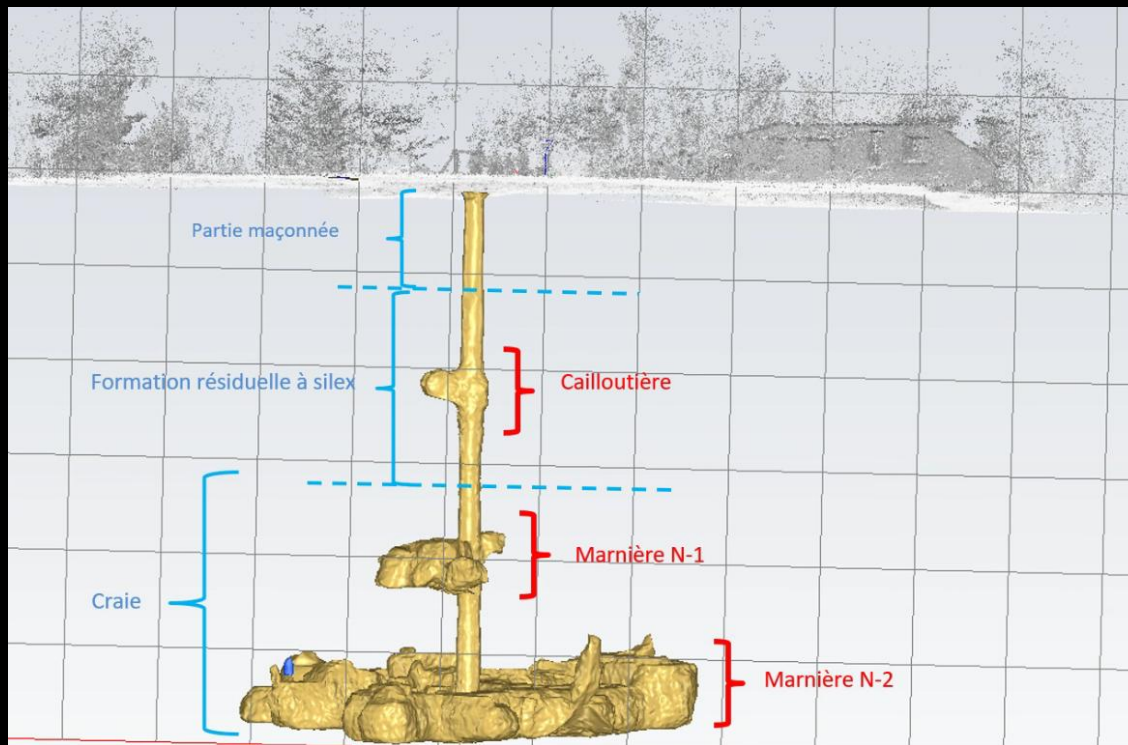 Partie maçonnée
Formation résiduelle à silex
Cailloutière
Marnière N-1
Craie
Marnière N-2